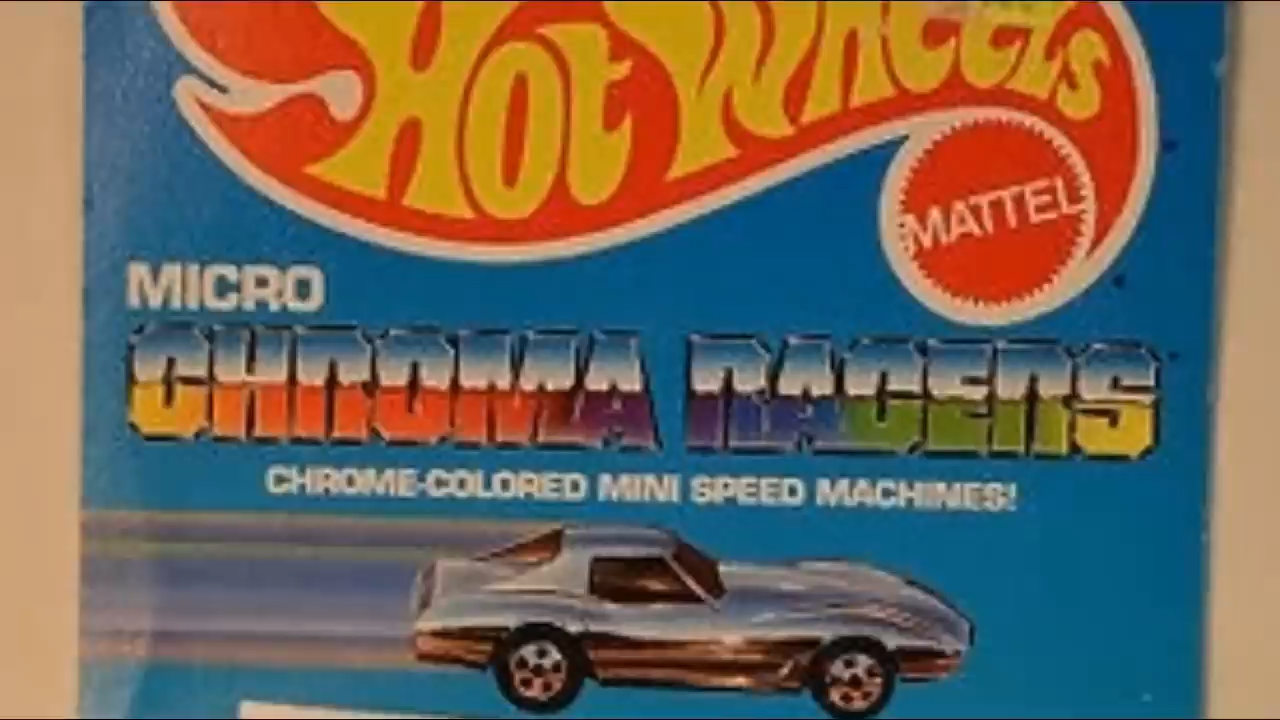 Hot Wheels
MATTEL
MICRO
CHROMA RACERS
CHROME-COLORED MINI SPEED MACHINES!